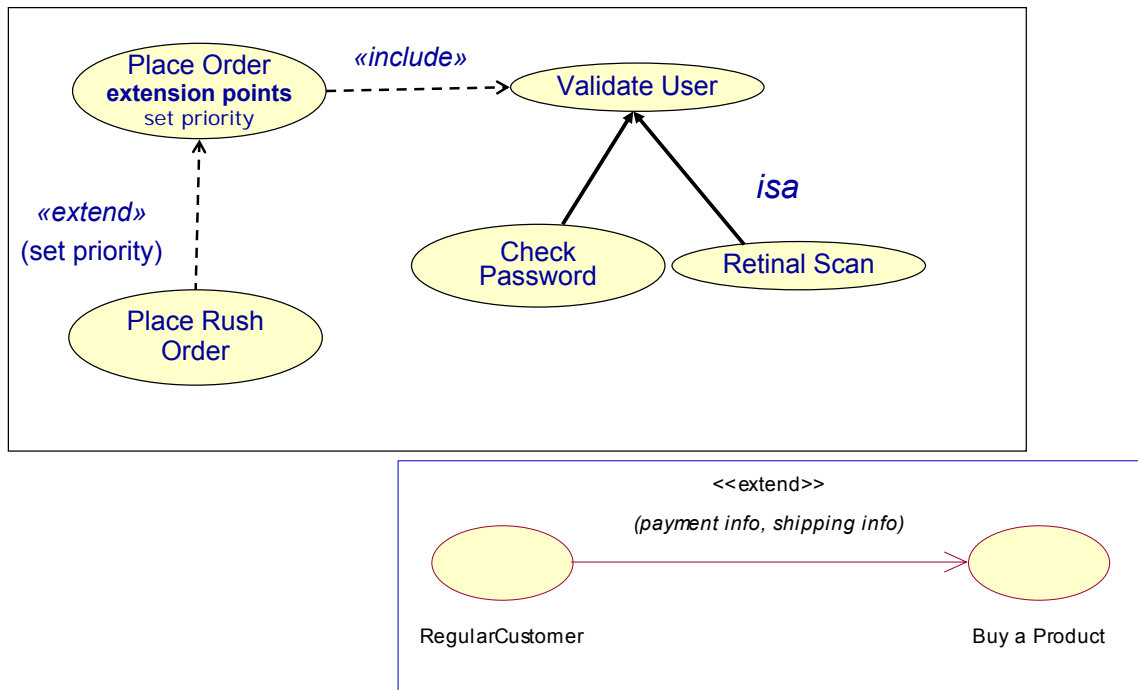 Place Order
extension points
set priority
«include»
Validate User
«extend»
(set priority)
isa
Check
Password
Retinal Scan
Place Rush
Order
<<extend>>
(payment info, shipping info)
RegularCustomer
Buy a Product